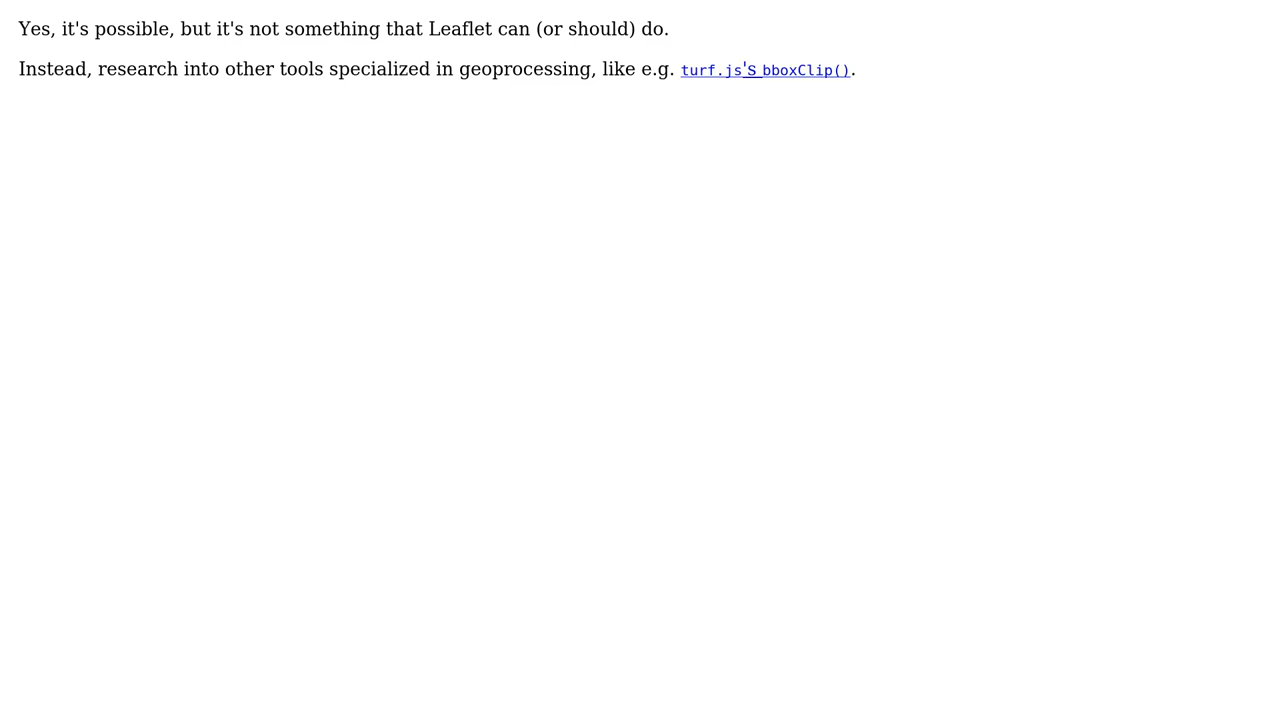 Yes, it's possible, but it's not something that Leaflet can (or should) do.
Instead, research into other tools specialized in geoprocessing, like e.g. turf.js's bboxClip().